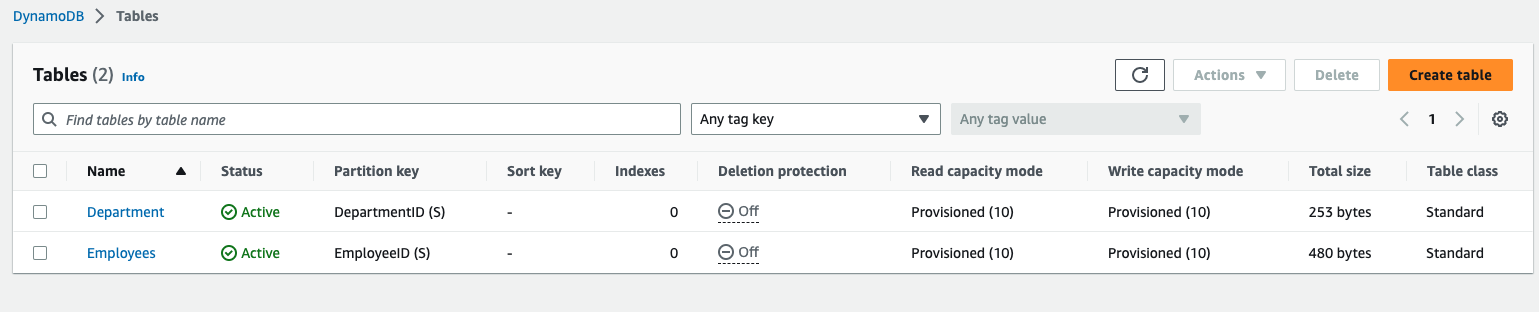 DynamoDB > Tables
Tables (2) Info
Actions Delete Create table
Find tables by table name Any tag key Any tag value 1
Name Status Partition key Sort key Indexes Deletion protection Read capacity mode Write capacity mode Total size Table class
Department Active DepartmentID (S) - 0 Off Provisioned (10) Provisioned (10) 253 bytes Standard
Employees Active EmployeeID (S) - 0 Off Provisioned (10) Provisioned (10) 480 bytes Standard